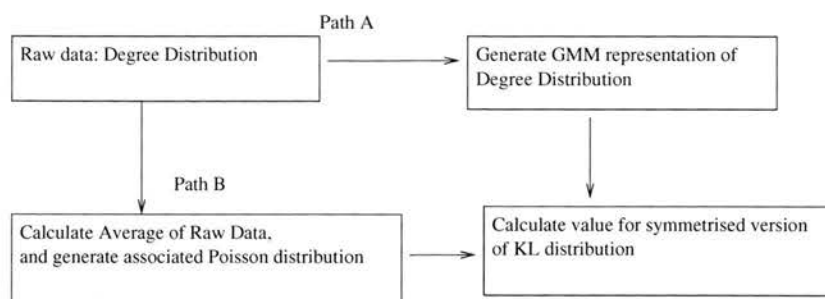 Path A
Raw data: Degree Distribution
Generate GMM representation of
Degree Distribution
Path B
Calculate Average of Raw Data,
and generate associated Poisson distribution
Calculate value for symmetrised version
of KL distribution